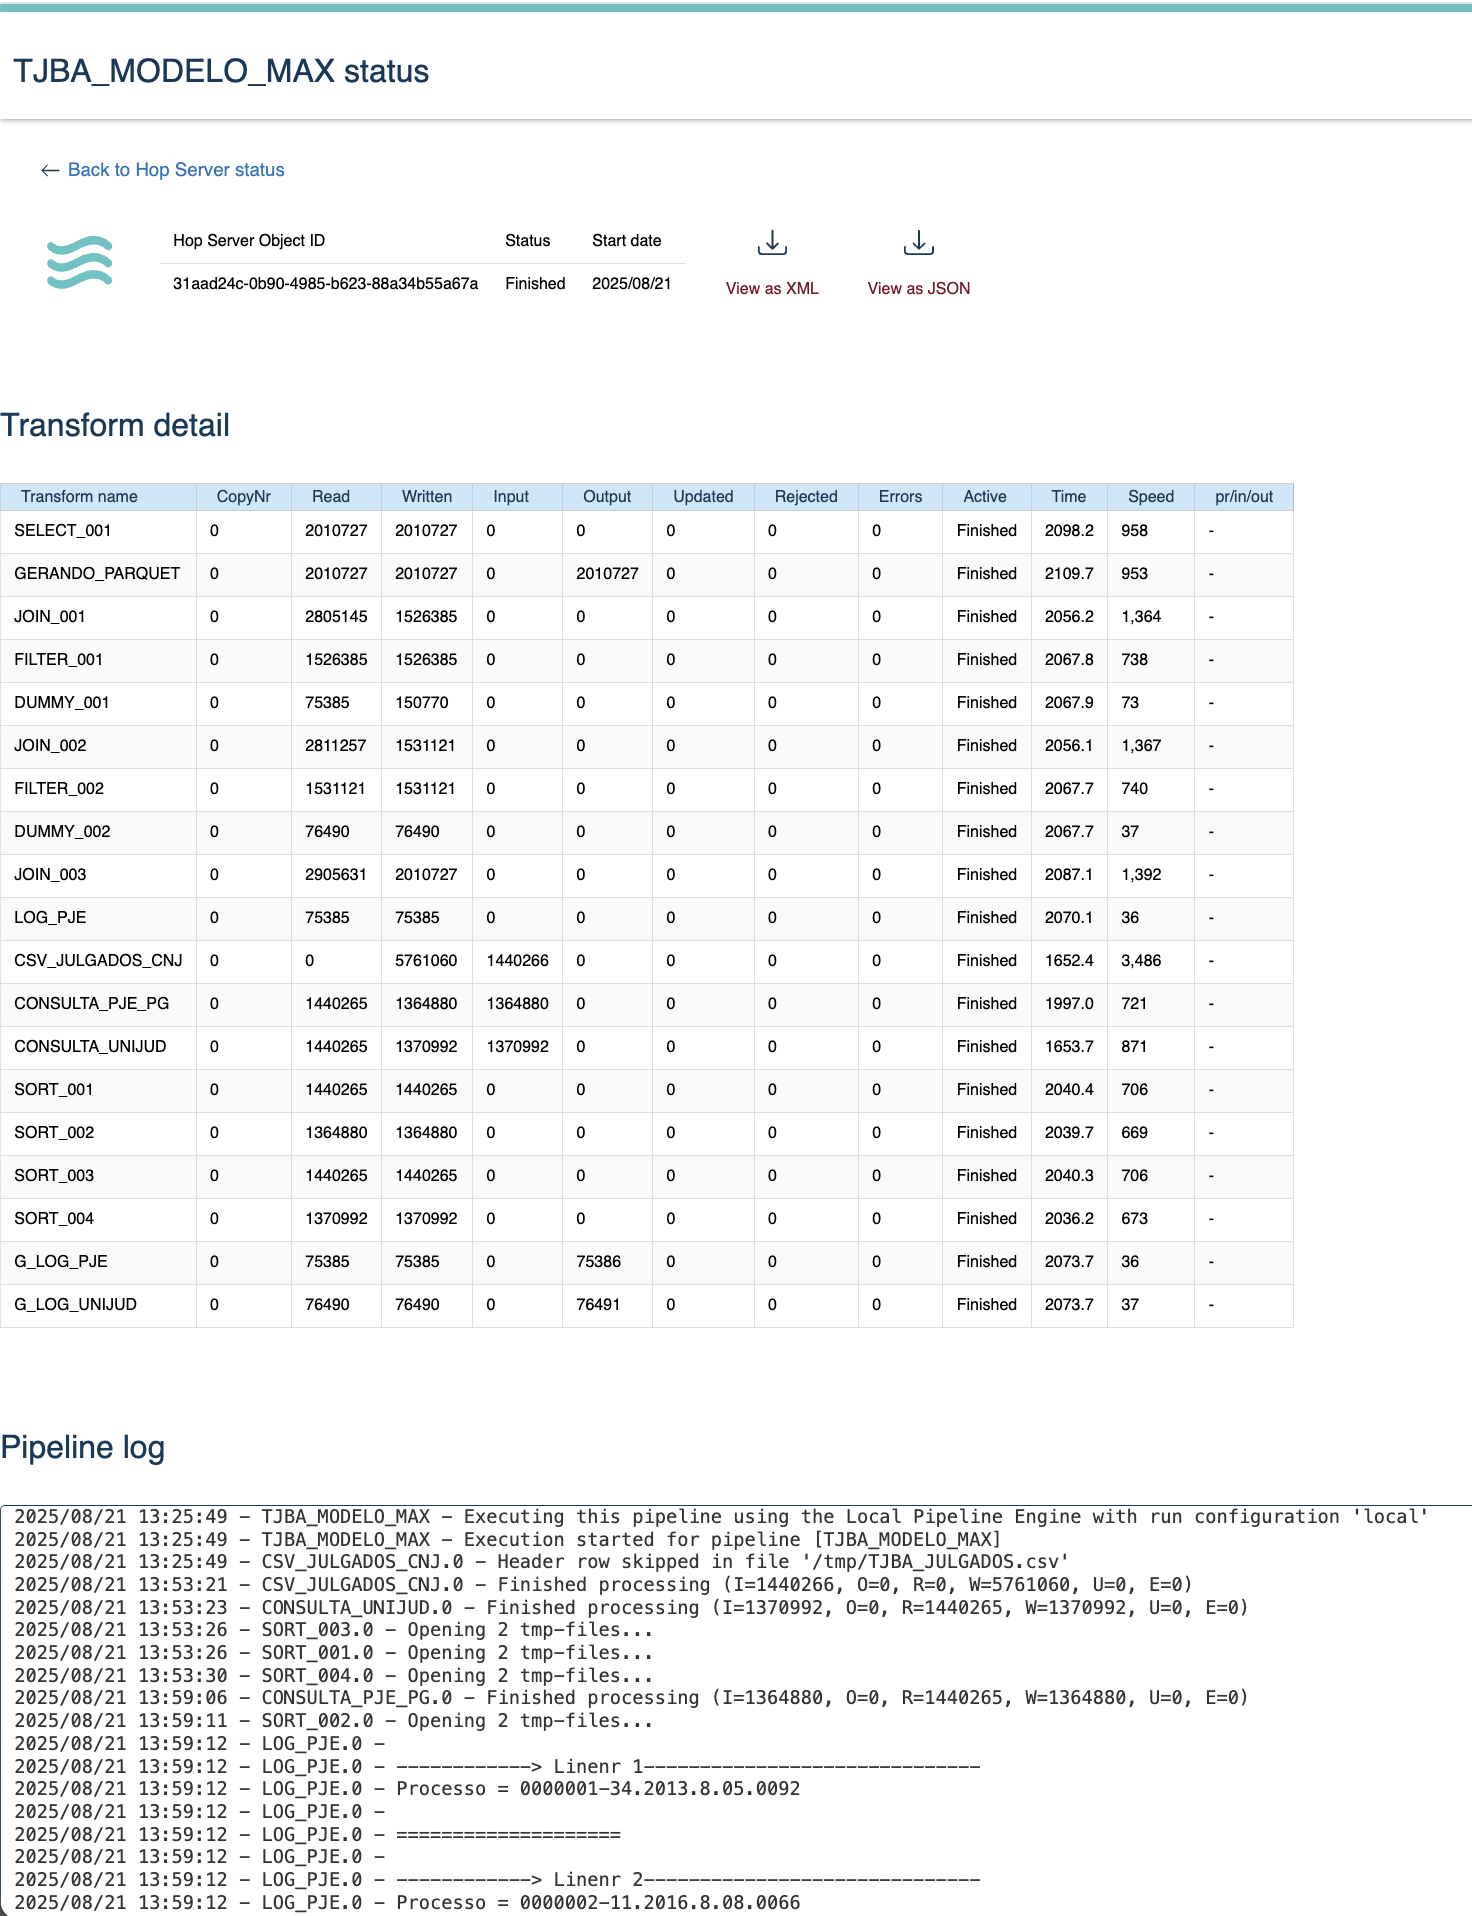 TJBA_MODELO_MAX status
← Back to Hop Server status
Hop Server Object ID Status Start date
31aad24c-0b90-4985-b623-88a34b55a67a Finished 2025/08/21
View as XML View as JSON
Transform detail
Transform name CopyNr Read Written Input Output Updated Rejected Errors Active Time Speed pr/in/out
SELECT_001 0 2010727 2010727 0 0 0 0 0 Finished 2098.2 958 -
GERANDO_PARQUET 0 2010727 2010727 0 2010727 0 0 0 Finished 2109.7 953 -
JOIN_001 0 2805145 1526385 0 0 0 0 0 Finished 2056.2 1,364 -
FILTER_001 0 1526385 1526385 0 0 0 0 0 Finished 2067.8 738 -
DUMMY_001 0 75385 150770 0 0 0 0 0 Finished 2067.9 73 -
JOIN_002 0 2811257 1531121 0 0 0 0 0 Finished 2056.1 1,367 -
FILTER_002 0 1531121 1531121 0 0 0 0 0 Finished 2067.7 740 -
DUMMY_002 0 76490 76490 0 0 0 0 0 Finished 2067.7 37 -
JOIN_003 0 2905631 2010727 0 0 0 0 0 Finished 2087.1 1,392 -
LOG_PJE 0 75385 75385 0 0 0 0 0 Finished 2070.1 36 -
CSV_JULGADOS_CNJ 0 0 5761060 1440266 0 0 0 0 Finished 1652.4 3,486 -
CONSULTA_PJE_PG 0 1440265 1364880 1364880 0 0 0 0 Finished 1997.0 721 -
CONSULTA_UNIJUD 0 1440265 1370992 1370992 0 0 0 0 Finished 1653.7 871 -
SORT_001 0 1440265 1440265 0 0 0 0 0 Finished 2040.4 706 -
SORT_002 0 1364880 1364880 0 0 0 0 0 Finished 2039.7 669 -
SORT_003 0 1440265 1440265 0 0 0 0 0 Finished 2040.3 706 -
SORT_004 0 1370992 1370992 0 0 0 0 0 Finished 2036.2 673 -
G_LOG_PJE 0 75385 75385 0 75386 0 0 0 Finished 2073.7 36 -
G_LOG_UNIJUD 0 76490 76490 0 76491 0 0 0 Finished 2073.7 37 -
Pipeline log
2025/08/21 13:25:49 - TJBA_MODELO_MAX - Executing this pipeline using the Local Pipeline Engine with run configuration 'local'
2025/08/21 13:25:49 - TJBA_MODELO_MAX - Execution started for pipeline [TJBA_MODELO_MAX]
2025/08/21 13:25:49 - CSV_JULGADOS_CNJ.0 - Header row skipped in file '/tmp/TJBA_JULGADOS.csv'
2025/08/21 13:53:21 - CSV_JULGADOS_CNJ.0 - Finished processing (I=1440266, O=0, R=0, W=5761060, U=0, E=0)
2025/08/21 13:53:23 - CONSULTA_UNIJUD.0 - Finished processing (I=1370992, O=0, R=1440265, W=1370992, U=0, E=0)
2025/08/21 13:53:26 - SORT_003.0 - Opening 2 tmp-files...
2025/08/21 13:53:26 - SORT_001.0 - Opening 2 tmp-files...
2025/08/21 13:53:30 - SORT_004.0 - Opening 2 tmp-files...
2025/08/21 13:59:06 - CONSULTA_PJE_PG.0 - Finished processing (I=1364880, O=0, R=1440265, W=1364880, U=0, E=0)
2025/08/21 13:59:11 - SORT_002.0 - Opening 2 tmp-files...
2025/08/21 13:59:12 - LOG_PJE.0 -
2025/08/21 13:59:12 - LOG_PJE.0 - ------------> Linenr 1------------------------------
2025/08/21 13:59:12 - LOG_PJE.0 - Processo = 0000001-34.2013.8.05.0092
2025/08/21 13:59:12 - LOG_PJE.0 -
2025/08/21 13:59:12 - LOG_PJE.0 - ====================
2025/08/21 13:59:12 - LOG_PJE.0 -
2025/08/21 13:59:12 - LOG_PJE.0 - ------------> Linenr 2------------------------------
2025/08/21 13:59:12 - LOG_PJE.0 - Processo = 0000002-11.2016.8.08.0066